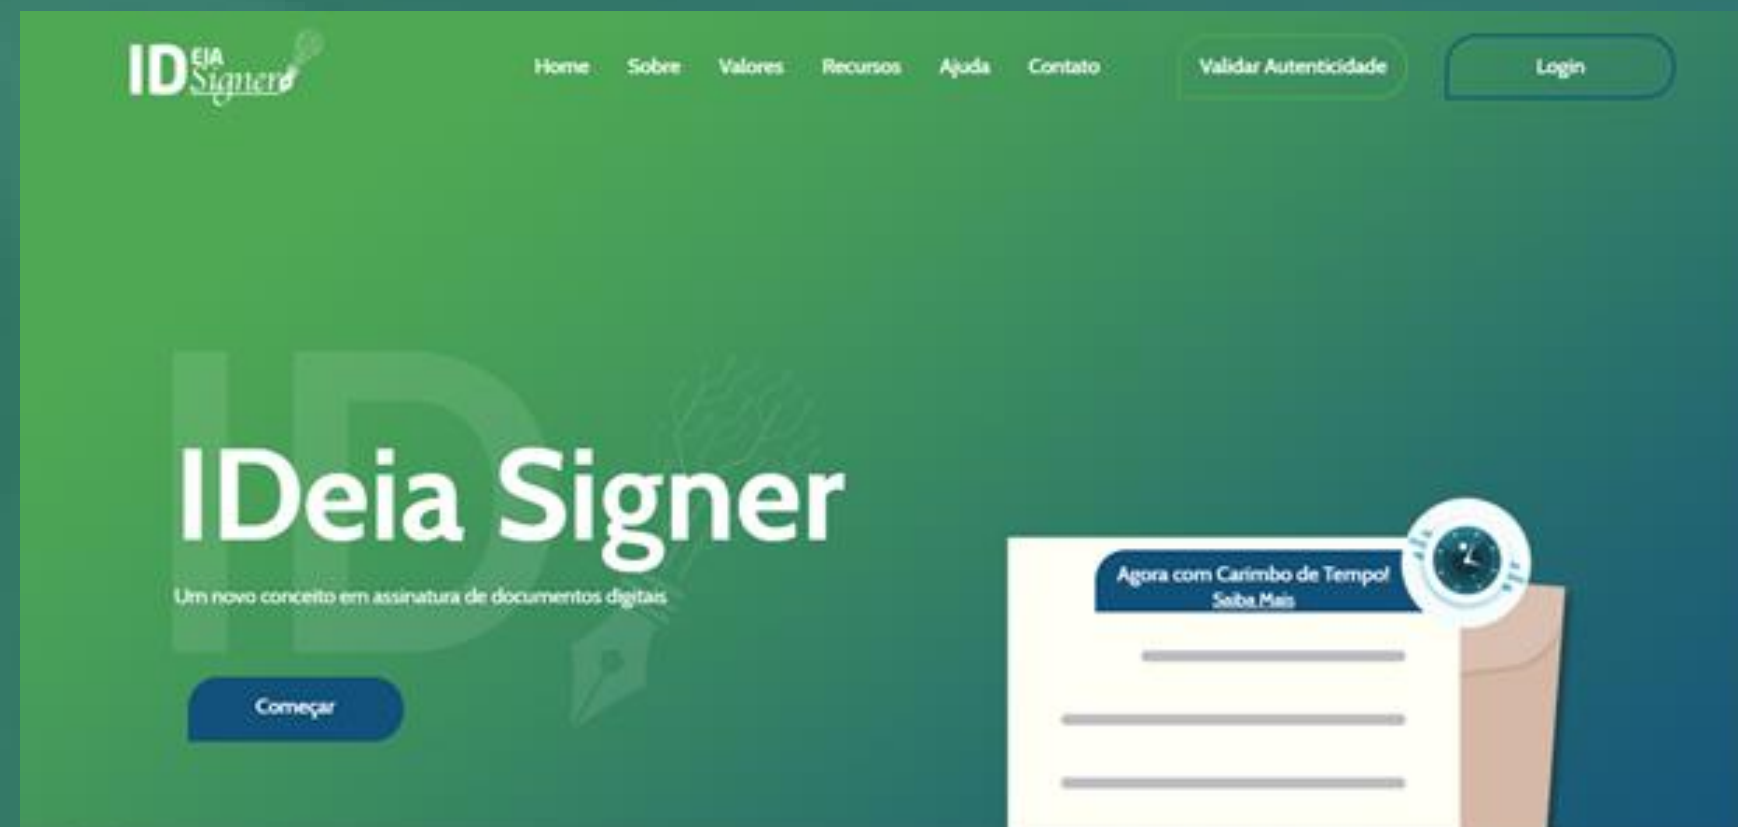 IDEIA Signer
Home Sobre Valores Recursos Ajuda Contato Validar Autenticidade Login
ID
IDeia Signer
Um novo conceito em assinatura de documentos digitais
Começar
Agora com Carimbo de Tempo!
Saiba Mais